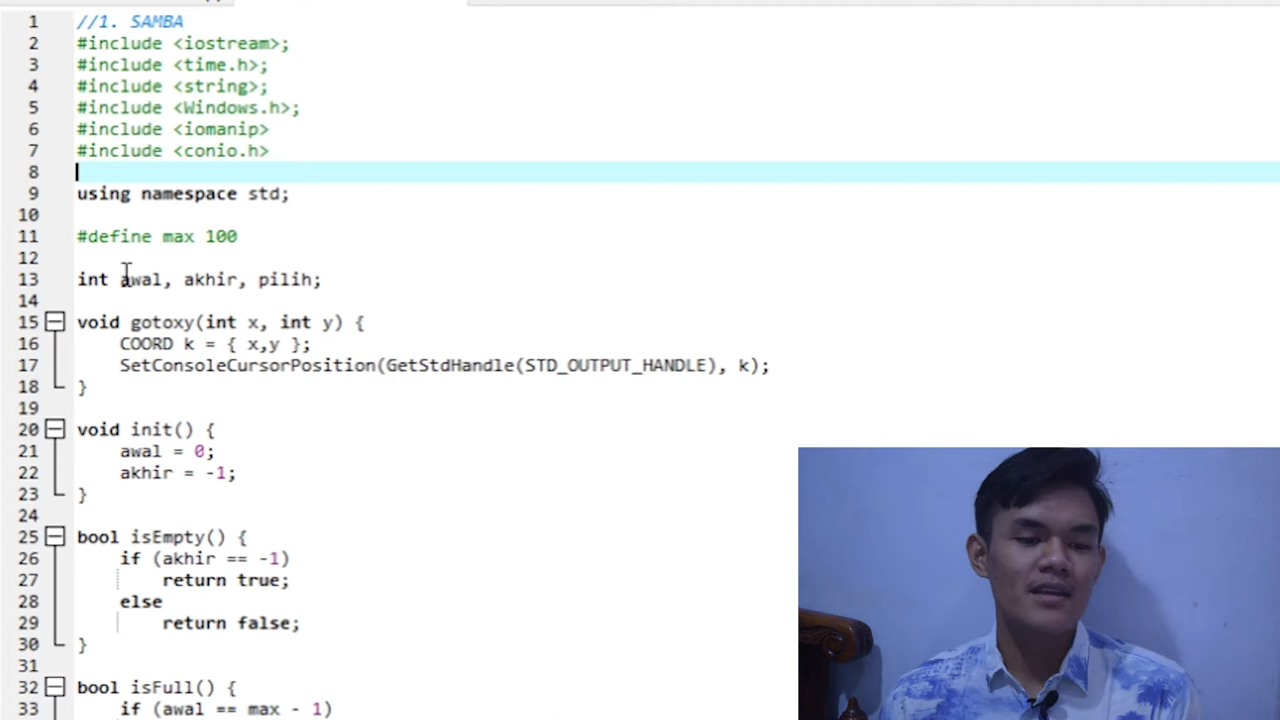 1 //1. SAMBA
2 #include <iostream>;
3 #include <time.h>;
4 #include <string>;
5 #include <Windows.h>;
6 #include <iomanip>
7 #include <conio.h>
8
9 using namespace std;
10
11 #define max 100
12
13 int awal, akhir, pilih;
14
15 void gotoxy(int x, int y) {
16 COORD k = { x,y };
17 SetConsoleCursorPosition(GetStdHandle(STD_OUTPUT_HANDLE), k);
18 }
19
20 void init() {
21 awal = 0;
22 akhir = -1;
23 }
24
25 bool isEmpty() {
26 if (akhir == -1)
27 return true;
28 else
29 return false;
30 }
31
32 bool isFull() {
33 if (awal == max - 1)